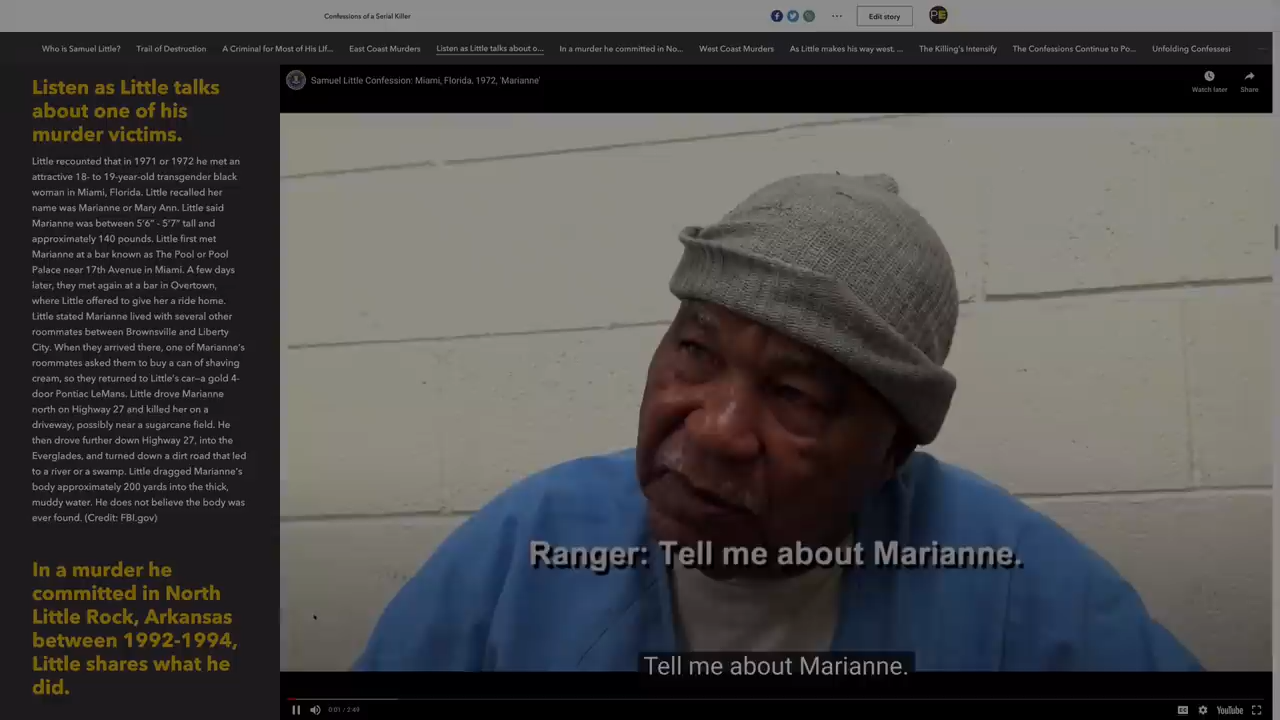 Confessions of a Serial Killer
Edit story
PE
Who is Samuel Little?
Trail of Destruction
A Criminal for Most of His Lif...
East Coast Murders
Listen as Little talks about o...
In a murder he committed in No...
West Coast Murders
As Little makes his way west, ...
The Killing's Intensify
The Confessions Continue to Po...
Unfolding Confessi
Listen as Little talks
about one of his
murder victims.
Little recounted that in 1971 or 1972 he met an
attractive 18- to 19-year-old transgender black
woman in Miami, Florida. Little recalled her
name was Marianne or Mary Ann. Little said
Marianne was between 5'6" - 5'7" tall and
approximately 140 pounds. Little first met
Marianne at a bar known as The Pool or Pool
Palace near 17th Avenue in Miami. A few days
later, they met again at a bar in Overtown,
where Little offered to give her a ride home.
Little stated Marianne lived with several other
roommates between Brownsville and Liberty
City. When they arrived there, one of Marianne's
roommates asked them to buy a can of shaving
cream, so they returned to Little's car—a gold 4-
door Pontiac LeMans. Little drove Marianne
north on Highway 27 and killed her on a
driveway, possibly near a sugarcane field. He
then drove further down Highway 27, into the
Everglades, and turned down a dirt road that led
to a river or a swamp. Little dragged Marianne's
body approximately 200 yards into the thick,
muddy water. He does not believe the body was
ever found. (Credit: FBI.gov)
In a murder he
committed in North
Little Rock, Arkansas
between 1992-1994,
Little shares what he
did.
Samuel Little Confession: Miami, Florida, 1972, 'Marianne'
Watch later
Share
Ranger: Tell me about Marianne.
Tell me about Marianne.
0:01 / 2:49
YouTube